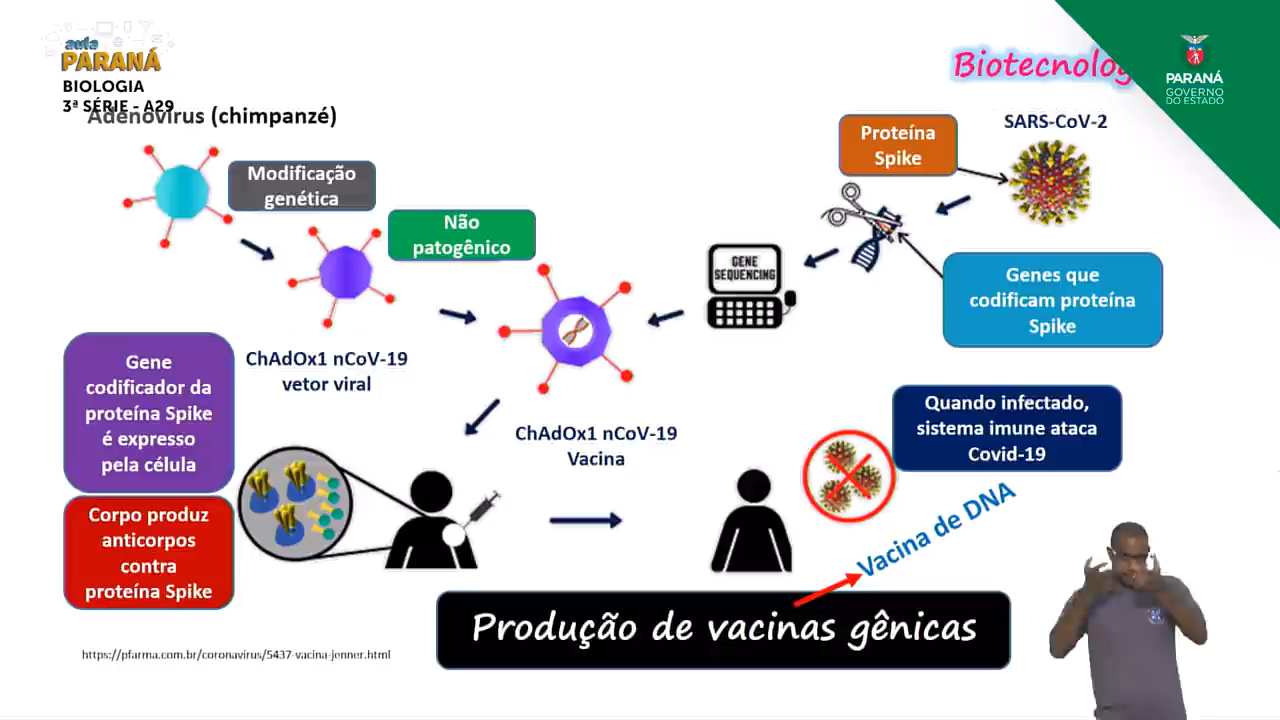 aula
PARANÁ
BIOLOGIA
3ª SÉRIE - A29
Adenovírus (chimpanzé)
Biotecnolog
PARANÁ
GOVERNO
DO ESTADO
Proteína
Spike
SARS-CoV-2
Modificação
genética
Não
patogênico
GENE
SEQUENCING
Genes que
codificam proteína
Spike
Gene
codificador da
proteína Spike
é expresso
pela célula
ChAdOx1 nCoV-19
vetor viral
Quando infectado,
sistema imune ataca
Covid-19
ChAdOx1 nCoV-19
Vacina
Corpo produz
anticorpos
contra
proteína Spike
Vacina de DNA
Produção de vacinas gênicas
https://pfarma.com.br/coronavirus/5437-vacina-jenner.html